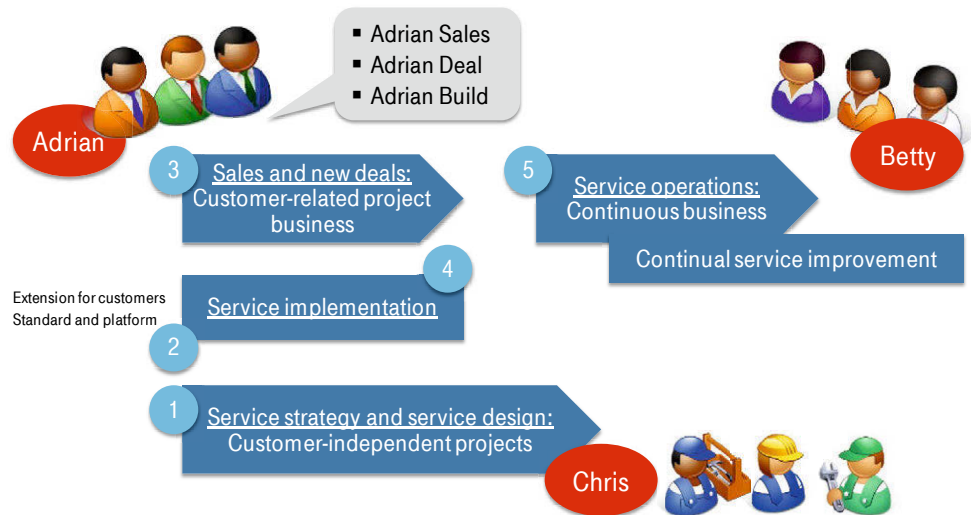 ▪ Adrian Sales
▪ Adrian Deal
▪ Adrian Build
Adrian
Betty
3
Sales and new deals:
Customer-related project
business
5
Service operations:
Continuous business
Continual service improvement
4
Extension for customers
Standard and platform
Service implementation
2
1
Service strategy and service design:
Customer-independent projects
Chris